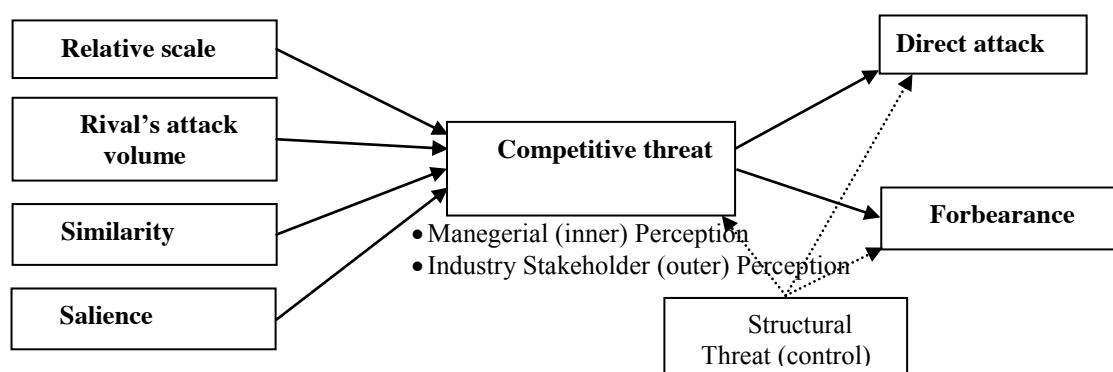 Relative scale
Rival’s attack
volume
Similarity
Salience
Competitive threat
• Manegerial (inner) Perception
• Industry Stakeholder (outer) Perception
Direct attack
Forbearance
Structural
Threat (control)